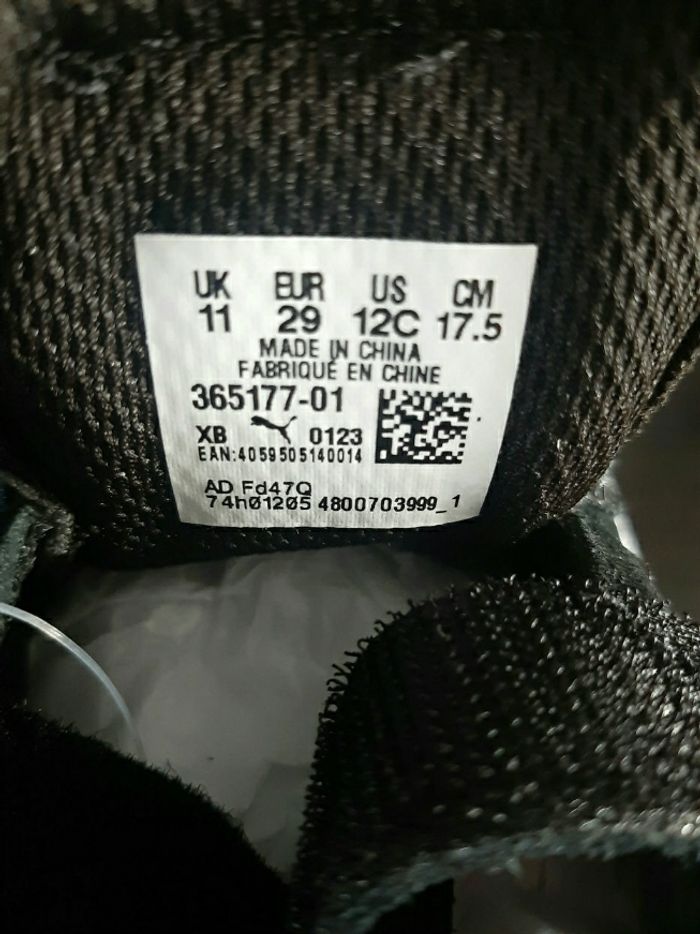 UK EUR US CM
11 29 12C 17.5
MADE IN CHINA
FABRIQUÉ EN CHINE
365177-01
XB 0123
EAN:4059505140014
AD Fd47Q
74h01205 4800703999_1